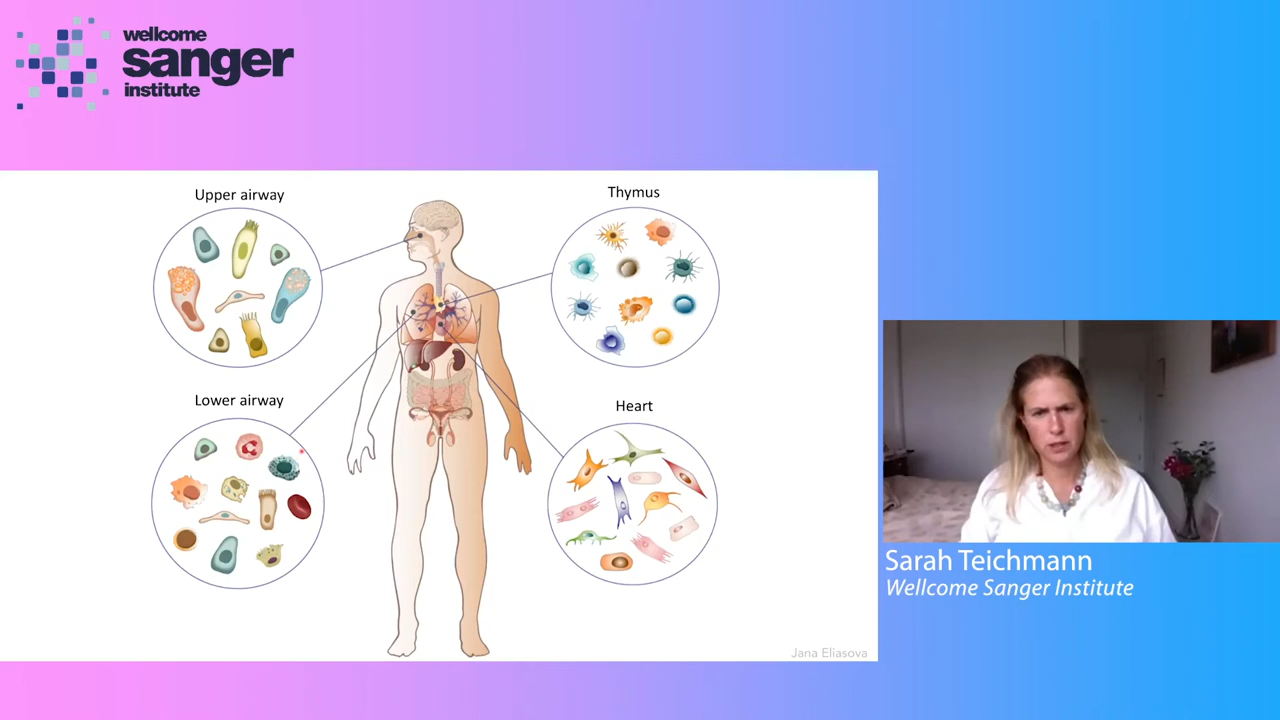 wellcome
sanger
institute
Upper airway
Thymus
Lower airway
Heart
Jana Eliasova
Sarah Teichmann
Wellcome Sanger Institute